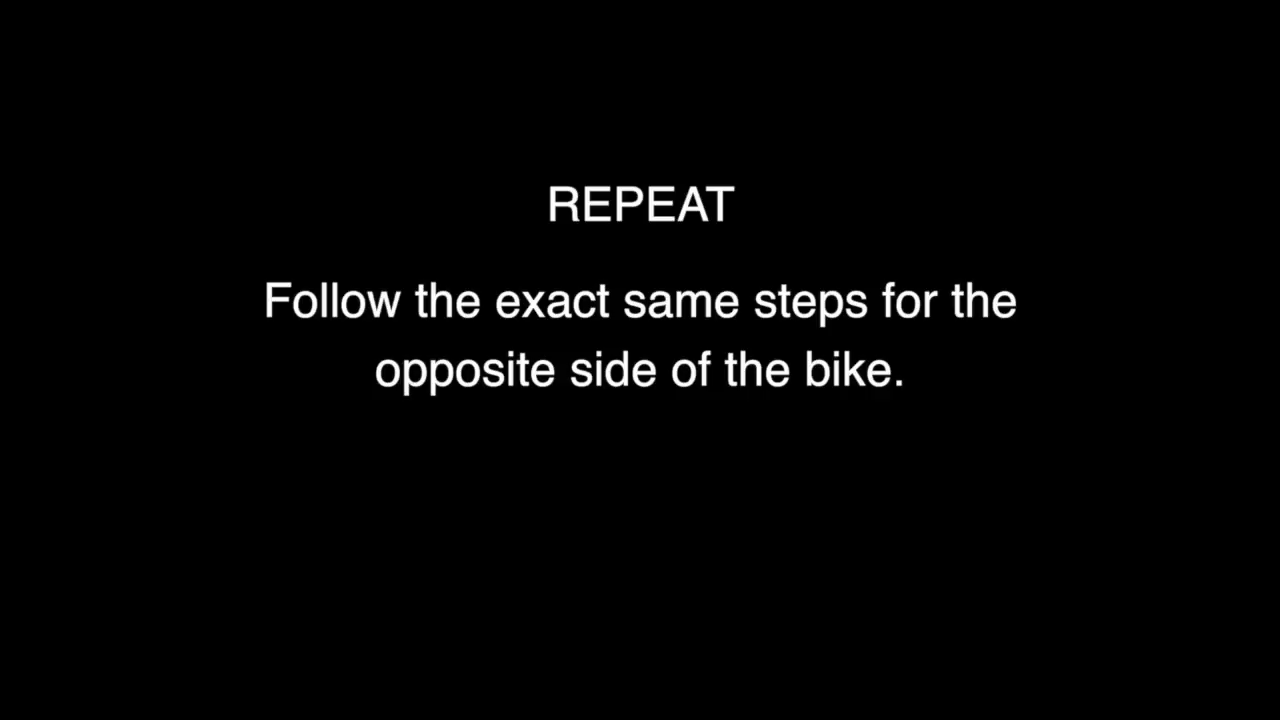 REPEAT
Follow the exact same steps for the
opposite side of the bike.